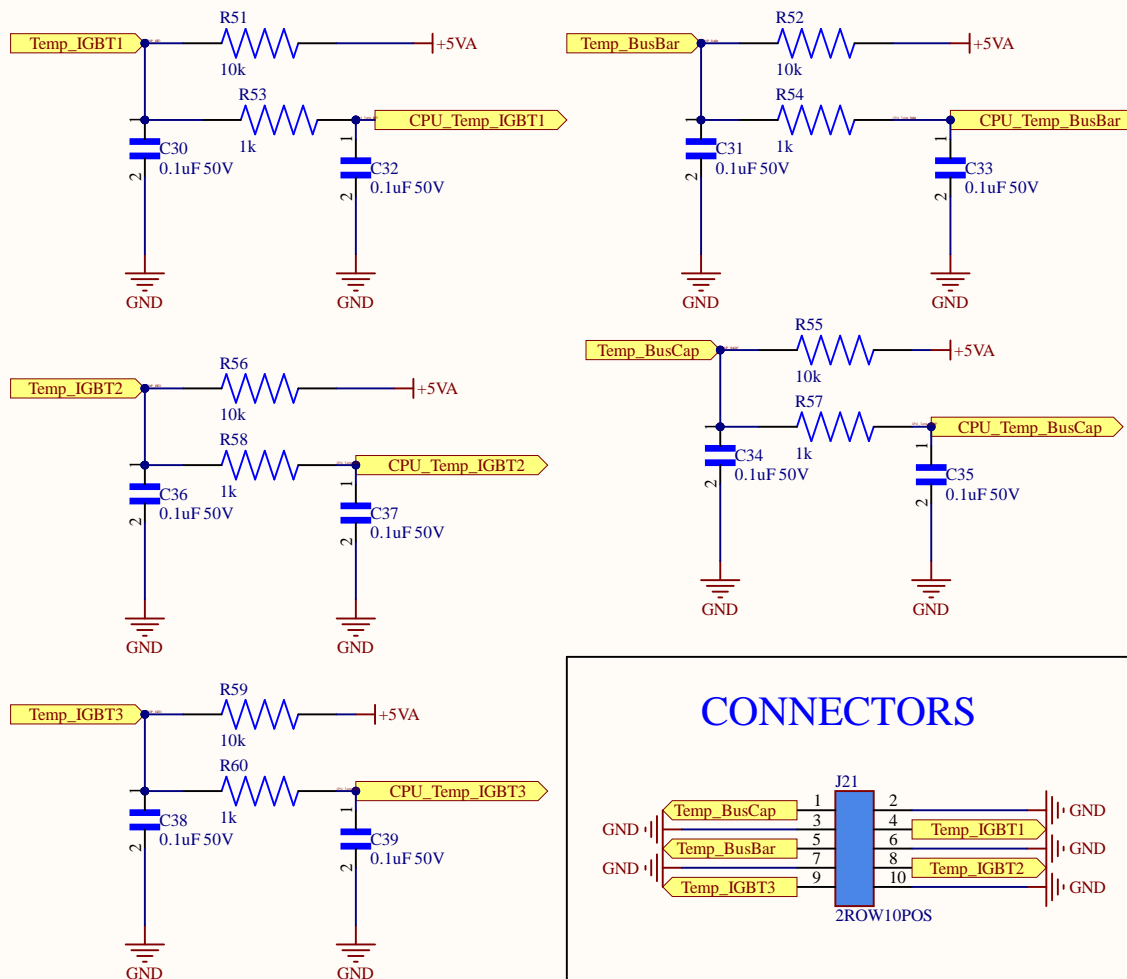 R51
Temp_IGBT1
+5VA
10k
R53
CPU_Temp_IGBT1
1k
1
C30
0.1uF 50V
2
1
C32
0.1uF 50V
2
GND
GND
R52
Temp_BusBar
+5VA
10k
R54
CPU_Temp_BusBar
1k
1
C31
0.1uF 50V
2
1
C33
0.1uF 50V
2
GND
GND
R56
Temp_IGBT2
+5VA
10k
R58
CPU_Temp_IGBT2
1k
1
C36
0.1uF 50V
2
1
C37
0.1uF 50V
2
GND
GND
R55
Temp_BusCap
+5VA
10k
R57
CPU_Temp_BusCap
1k
1
C34
0.1uF 50V
2
1
C35
0.1uF 50V
2
GND
GND
R59
Temp_IGBT3
+5VA
10k
R60
CPU_Temp_IGBT3
1k
1
C38
0.1uF 50V
2
1
C39
0.1uF 50V
2
GND
GND
CONNECTORS
J21
Temp_BusCap 1 2 GND
GND 3 4 Temp_IGBT1
Temp_BusBar 5 6 GND
GND 7 8 Temp_IGBT2
Temp_IGBT3 9 10 GND
2ROW10POS